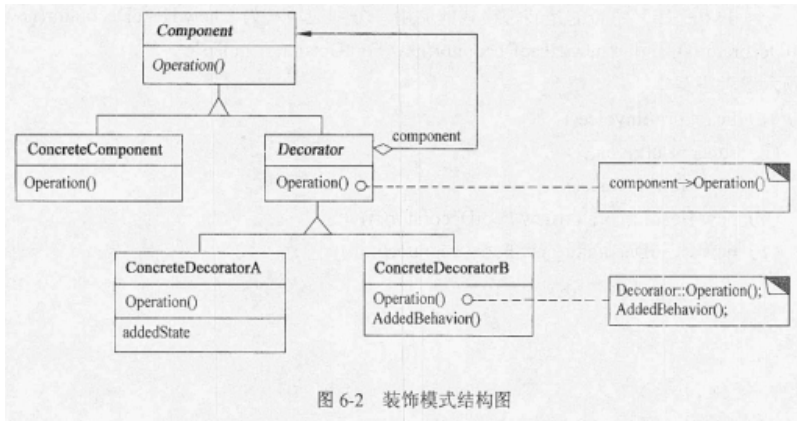 Component
Operation()
component
ConcreteComponent
Operation()
Decorator
Operation()
component->Operation()
ConcreteDecoratorA
Operation()
addedState
ConcreteDecoratorB
Operation()
AddedBehavior()
Decorator::Operation();
AddedBehavior();
图 6-2 装饰模式结构图